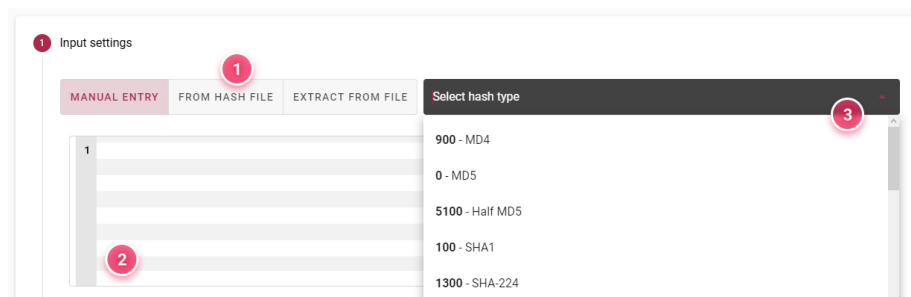 1 Input settings
1
MANUAL ENTRY FROM HASH FILE EXTRACT FROM FILE Select hash type
3
1
900 - MD4
0 - MD5
5100 - Half MD5
100 - SHA1
2
1300 - SHA-224